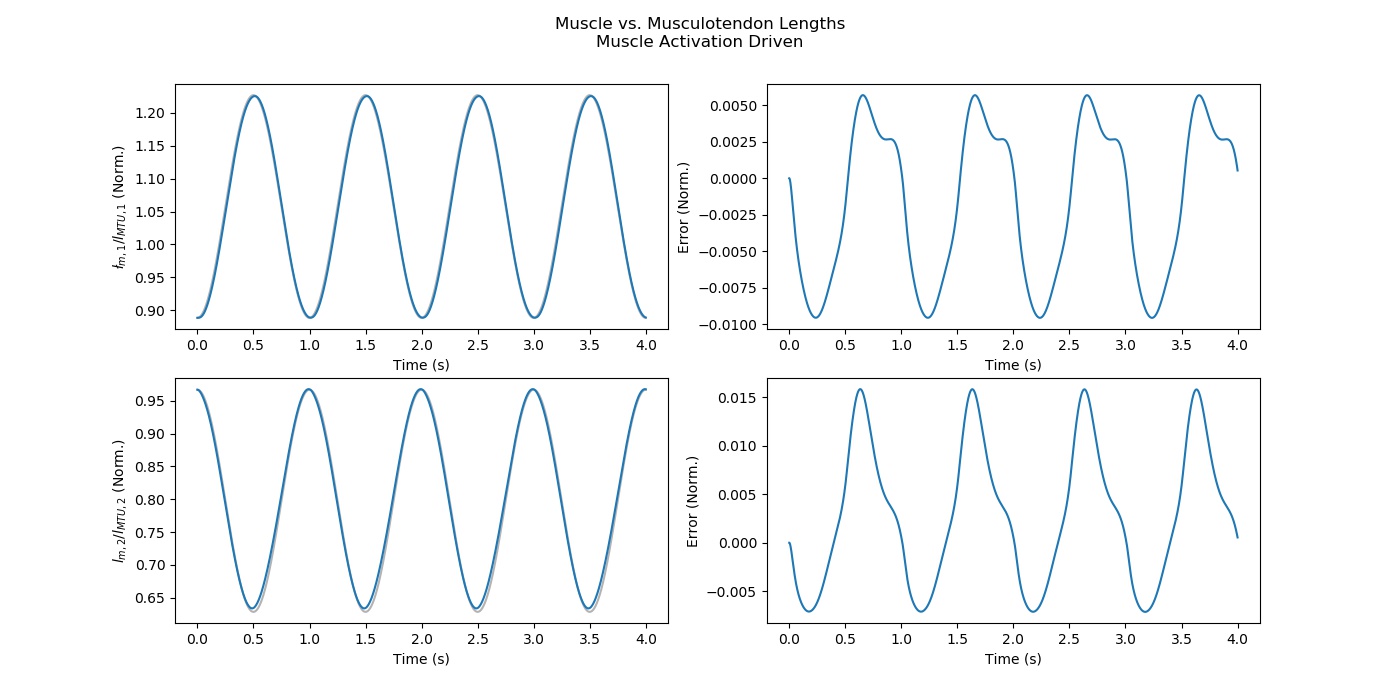 Muscle vs. Musculotendon Lengths
Muscle Activation Driven
1.20
1.15
1.10
1.05
1.00
0.95
0.90
l_{m,1}/l_{MTU,1} (Norm.)
0.0 0.5 1.0 1.5 2.0 2.5 3.0 3.5 4.0
Time (s)
0.0050
0.0025
0.0000
−0.0025
−0.0050
−0.0075
−0.0100
Error (Norm.)
0.0 0.5 1.0 1.5 2.0 2.5 3.0 3.5 4.0
Time (s)
0.95
0.90
0.85
0.80
0.75
0.70
0.65
l_{m,2}/l_{MTU,2} (Norm.)
0.0 0.5 1.0 1.5 2.0 2.5 3.0 3.5 4.0
Time (s)
0.015
0.010
0.005
0.000
−0.005
Error (Norm.)
0.0 0.5 1.0 1.5 2.0 2.5 3.0 3.5 4.0
Time (s)